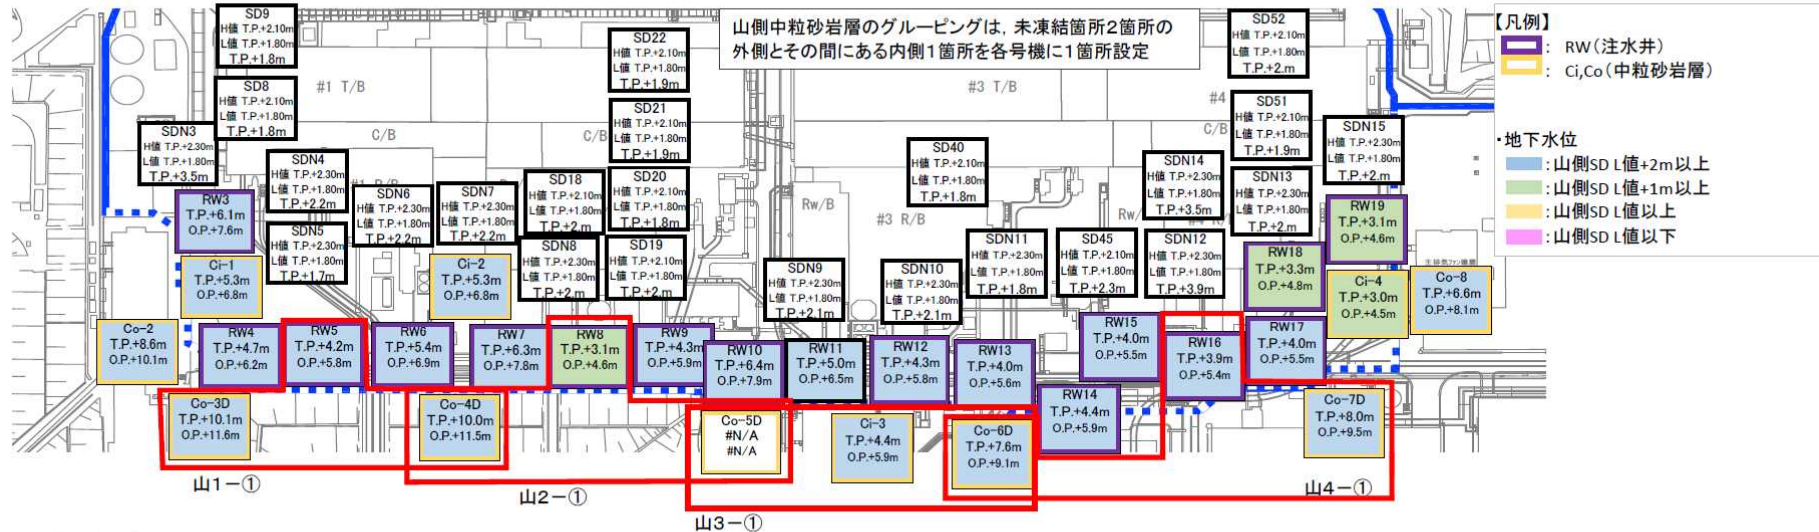 山側中粒砂岩層のグルーピングは，未凍結箇所2箇所の
外側とその間にある内側1箇所を各号機に1箇所設定
【凡例】
： RW（注水井）
： Ci,Co（中粒砂岩層）
・地下水位
：山側SD L値+2m以上
：山側SD L値+1m以上
：山側SD L値以上
：山側SD L値以下
SD9
H値 T.P.+2.10m
L値 T.P.+1.80m
T.P.+1.8m
SD8
H値 T.P.+2.10m
L値 T.P.+1.80m
T.P.+1.8m
SDN3
H値 T.P.+2.30m
L値 T.P.+1.80m
T.P.+3.5m
SDN4
H値 T.P.+2.30m
L値 T.P.+1.80m
T.P.+2.2m
SDN5
H値 T.P.+2.30m
L値 T.P.+1.80m
T.P.+1.7m
SDN6
H値 T.P.+2.30m
L値 T.P.+1.80m
T.P.+2.2m
SDN7
H値 T.P.+2.30m
L値 T.P.+1.80m
T.P.+2.2m
SD18
H値 T.P.+2.10m
L値 T.P.+1.80m
T.P.+2.m
SDN8
H値 T.P.+2.30m
L値 T.P.+1.80m
T.P.+2.m
SD22
H値 T.P.+2.10m
L値 T.P.+1.80m
T.P.+1.9m
SD21
H値 T.P.+2.10m
L値 T.P.+1.80m
T.P.+1.9m
SD20
H値 T.P.+2.10m
L値 T.P.+1.80m
T.P.+1.8m
SD19
H値 T.P.+2.10m
L値 T.P.+1.80m
T.P.+2.m
SDN9
H値 T.P.+2.30m
L値 T.P.+1.80m
T.P.+2.1m
SD40
H値 T.P.+2.10m
L値 T.P.+1.80m
T.P.+1.8m
SDN10
H値 T.P.+2.30m
L値 T.P.+1.80m
T.P.+2.1m
SDN11
H値 T.P.+2.30m
L値 T.P.+1.80m
T.P.+1.8m
SD45
H値 T.P.+2.10m
L値 T.P.+1.80m
T.P.+2.3m
SDN14
H値 T.P.+2.30m
L値 T.P.+1.80m
T.P.+3.5m
SDN12
H値 T.P.+2.30m
L値 T.P.+1.80m
T.P.+3.9m
SD52
H値 T.P.+2.10m
L値 T.P.+1.80m
T.P.+2.m
SD51
H値 T.P.+2.10m
L値 T.P.+1.80m
T.P.+1.9m
SDN13
H値 T.P.+2.30m
L値 T.P.+1.80m
T.P.+2.m
SDN15
H値 T.P.+2.30m
L値 T.P.+1.80m
T.P.+2.m
#1 T/B
C/B
C/B
#3 T/B
#4
C/B
Rw/B
#3 R/B
RW3
T.P.+6.1m
O.P.+7.6m
Ci-1
T.P.+5.3m
O.P.+6.8m
Ci-2
T.P.+5.3m
O.P.+6.8m
Co-2
T.P.+8.6m
O.P.+10.1m
RW4
T.P.+4.7m
O.P.+6.2m
RW5
T.P.+4.2m
O.P.+5.8m
RW6
T.P.+5.4m
O.P.+6.9m
RW7
T.P.+6.3m
O.P.+7.8m
RW8
T.P.+3.1m
O.P.+4.6m
RW9
T.P.+4.3m
O.P.+5.9m
RW10
T.P.+6.4m
O.P.+7.9m
RW11
T.P.+5.0m
O.P.+6.5m
RW12
T.P.+4.3m
O.P.+5.8m
RW13
T.P.+4.0m
O.P.+5.6m
RW14
T.P.+4.4m
O.P.+5.9m
RW15
T.P.+4.0m
O.P.+5.5m
RW16
T.P.+3.9m
O.P.+5.4m
RW17
T.P.+4.0m
O.P.+5.5m
RW18
T.P.+3.3m
O.P.+4.8m
RW19
T.P.+3.1m
O.P.+4.6m
Ci-4
T.P.+3.0m
O.P.+4.5m
Co-8
T.P.+6.6m
O.P.+8.1m
Co-3D
T.P.+10.1m
O.P.+11.6m
Co-4D
T.P.+10.0m
O.P.+11.5m
Co-5D
#N/A
#N/A
Ci-3
T.P.+4.4m
O.P.+5.9m
Co-6D
T.P.+7.6m
O.P.+9.1m
Co-7D
T.P.+8.0m
O.P.+9.5m
山1－①
山2－①
山3－①
山4－①